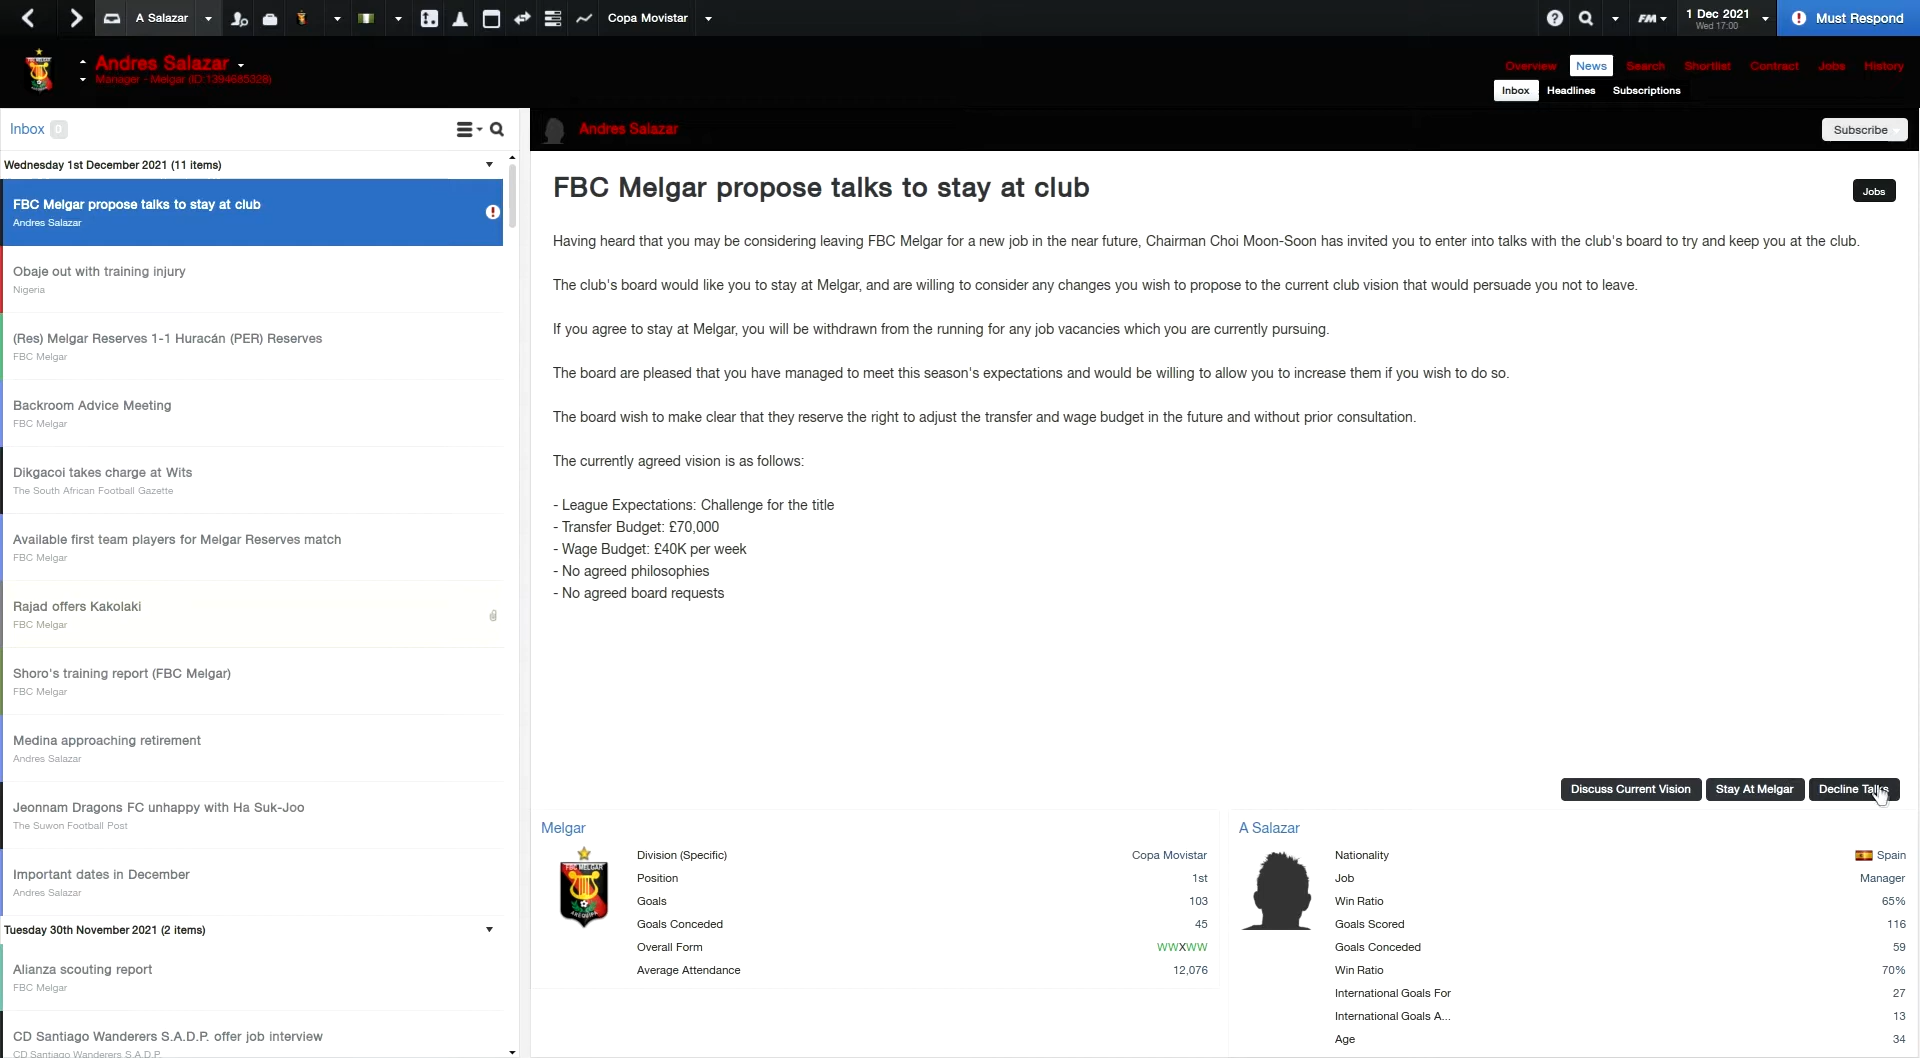 A Salazar
Copa Movistar
FM
1 Dec 2021
Wed 17:00
Must Respond
Andres Salazar
Manager - Melgar (ID:1394685328)
Overview
News
Search
Shortlist
Contract
Jobs
History
Inbox
Headlines
Subscriptions
Inbox 0
Andres Salazar
Subscribe
Wednesday 1st December 2021 (11 items)
FBC Melgar propose talks to stay at club
Andres Salazar
Obaje out with training injury
Nigeria
(Res) Melgar Reserves 1-1 Huracán (PER) Reserves
FBC Melgar
Backroom Advice Meeting
FBC Melgar
Dikgacoi takes charge at Wits
The South African Football Gazette
Available first team players for Melgar Reserves match
FBC Melgar
Rajad offers Kakolaki
FBC Melgar
Shoro's training report (FBC Melgar)
FBC Melgar
Medina approaching retirement
Andres Salazar
Jeonnam Dragons FC unhappy with Ha Suk-Joo
The Suwon Football Post
Important dates in December
Andres Salazar
Tuesday 30th November 2021 (2 items)
Alianza scouting report
FBC Melgar
CD Santiago Wanderers S.A.D.P. offer job interview
CD Santiago Wanderers S.A.D.P.
FBC Melgar propose talks to stay at club
Jobs
Having heard that you may be considering leaving FBC Melgar for a new job in the near future, Chairman Choi Moon-Soon has invited you to enter into talks with the club's board to try and keep you at the club.
The club's board would like you to stay at Melgar, and are willing to consider any changes you wish to propose to the current club vision that would persuade you not to leave.
If you agree to stay at Melgar, you will be withdrawn from the running for any job vacancies which you are currently pursuing.
The board are pleased that you have managed to meet this season's expectations and would be willing to allow you to increase them if you wish to do so.
The board wish to make clear that they reserve the right to adjust the transfer and wage budget in the future and without prior consultation.
The currently agreed vision is as follows:
- League Expectations: Challenge for the title
- Transfer Budget: £70,000
- Wage Budget: £40K per week
- No agreed philosophies
- No agreed board requests
Discuss Current Vision
Stay At Melgar
Decline Talks
Melgar
FBC MELGAR
AREQUIPA
Division (Specific) Copa Movistar
Position 1st
Goals 103
Goals Conceded 45
Overall Form WWXWW
Average Attendance 12,076
A Salazar
Nationality Spain
Job Manager
Win Ratio 65%
Goals Scored 116
Goals Conceded 59
Win Ratio 70%
International Goals For 27
International Goals A... 13
Age 34